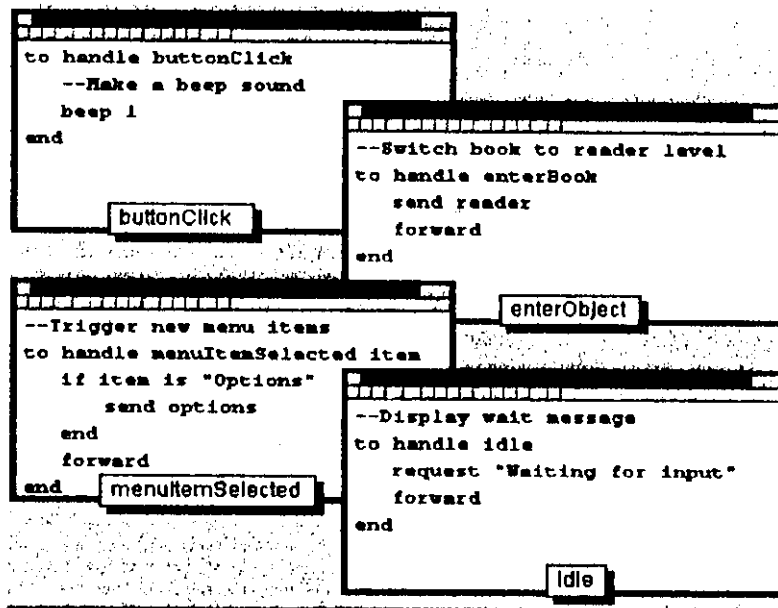 to handle buttonClick
--Make a beep sound
beep 1
end
buttonClick
--Switch book to reader level
to handle enterBook
send reader
forward
end
enterObject
--Trigger new menu items
to handle menuItemSelected item
if item is "Options"
send options
end
forward
end
menuItemSelected
--Display wait message
to handle idle
request "Waiting for input"
forward
end
Idle